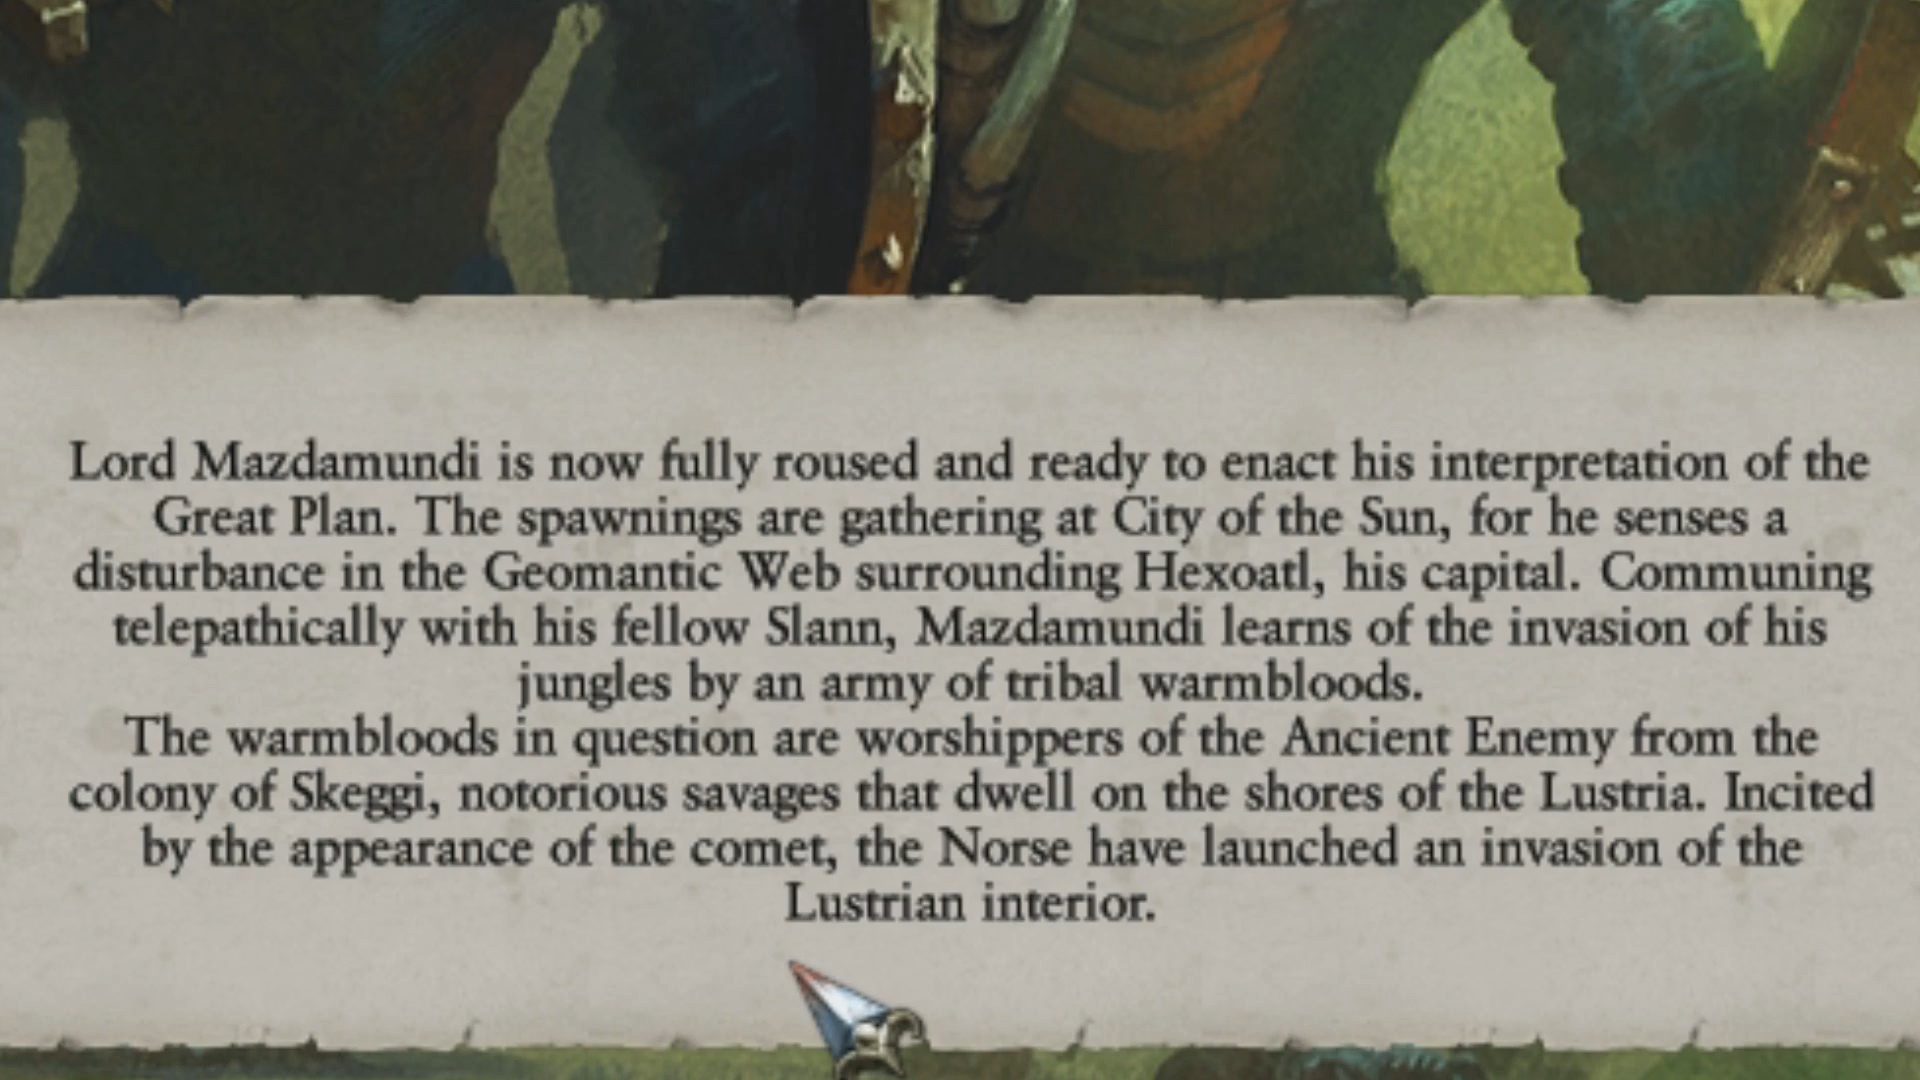 Lord Mazdamundi is now fully roused and ready to enact his interpretation of the
Great Plan. The spawnings are gathering at City of the Sun, for he senses a
disturbance in the Geomantic Web surrounding Hexoatl, his capital. Communing
telepathically with his fellow Slann, Mazdamundi learns of the invasion of his
jungles by an army of tribal warmbloods.
The warmbloods in question are worshippers of the Ancient Enemy from the
colony of Skeggi, notorious savages that dwell on the shores of the Lustria. Incited
by the appearance of the comet, the Norse have launched an invasion of the
Lustrian interior.